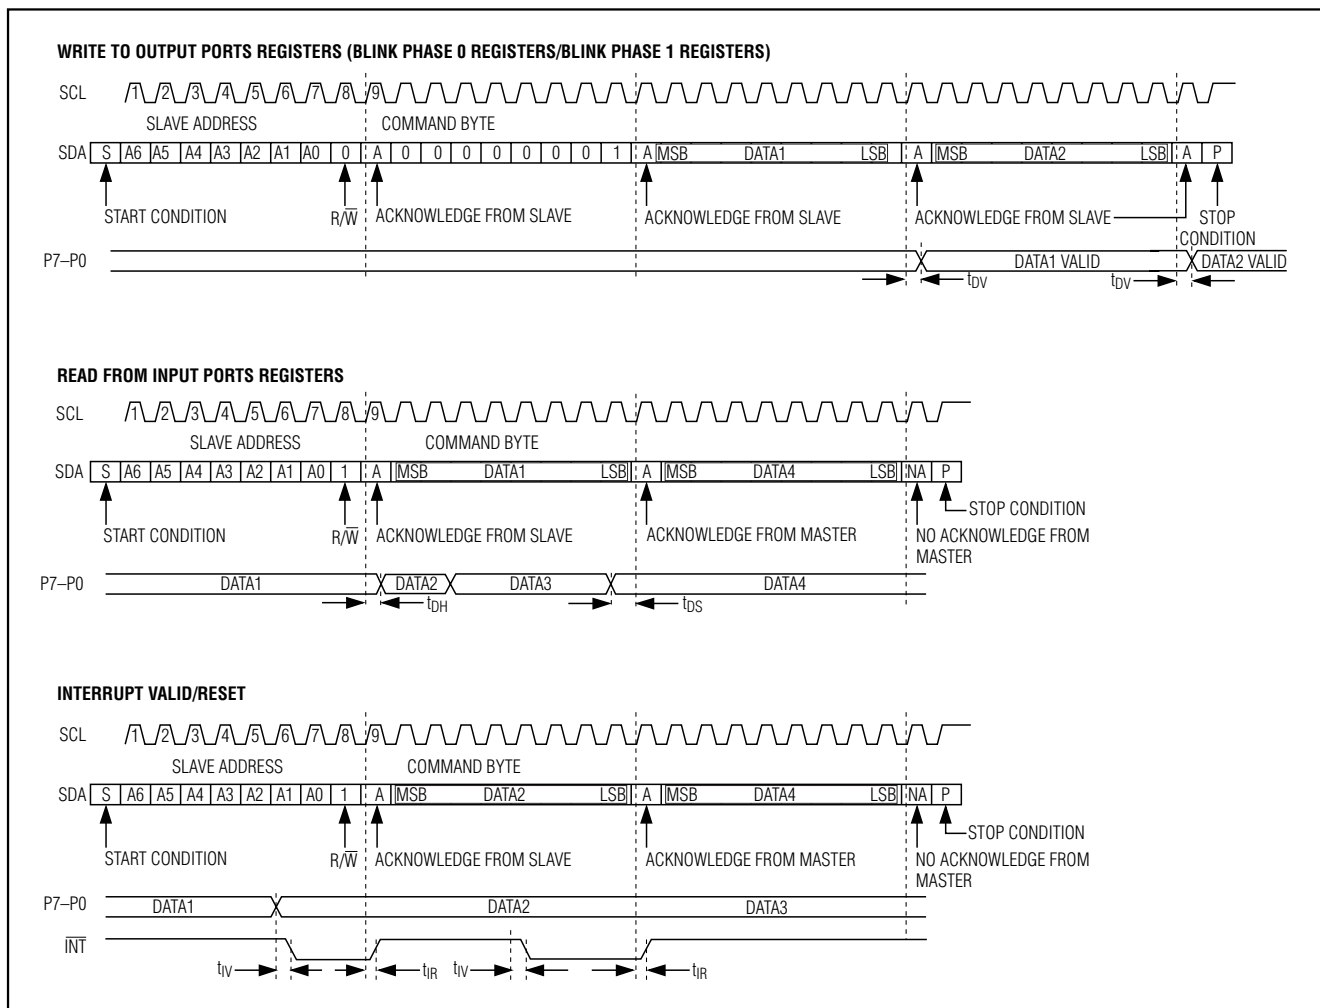 WRITE TO OUTPUT PORTS REGISTERS (BLINK PHASE 0 REGISTERS/BLINK PHASE 1 REGISTERS)
SCL 1 2 3 4 5 6 7 8 9
SLAVE ADDRESS COMMAND BYTE
SDA S A6 A5 A4 A3 A2 A1 A0 0 A 0 0 0 0 0 0 0 1 A MSB DATA1 LSB A MSB DATA2 LSB A P
START CONDITION R/W̅ ACKNOWLEDGE FROM SLAVE ACKNOWLEDGE FROM SLAVE ACKNOWLEDGE FROM SLAVE STOP
CONDITION
P7–P0 DATA1 VALID DATA2 VALID
tDV tDV
READ FROM INPUT PORTS REGISTERS
SCL 1 2 3 4 5 6 7 8 9
SLAVE ADDRESS COMMAND BYTE
SDA S A6 A5 A4 A3 A2 A1 A0 1 A MSB DATA1 LSB A MSB DATA4 LSB NA P
STOP CONDITION
START CONDITION R/W̅ ACKNOWLEDGE FROM SLAVE ACKNOWLEDGE FROM MASTER NO ACKNOWLEDGE FROM
MASTER
P7–P0 DATA1 DATA2 DATA3 DATA4
tDH tDS
INTERRUPT VALID/RESET
SCL 1 2 3 4 5 6 7 8 9
SLAVE ADDRESS COMMAND BYTE
SDA S A6 A5 A4 A3 A2 A1 A0 1 A MSB DATA2 LSB A MSB DATA4 LSB NA P
STOP CONDITION
START CONDITION R/W̅ ACKNOWLEDGE FROM SLAVE ACKNOWLEDGE FROM MASTER NO ACKNOWLEDGE FROM
MASTER
P7–P0 DATA1 DATA2 DATA3
I̅N̅T̅
tIV tIR tIV tIR